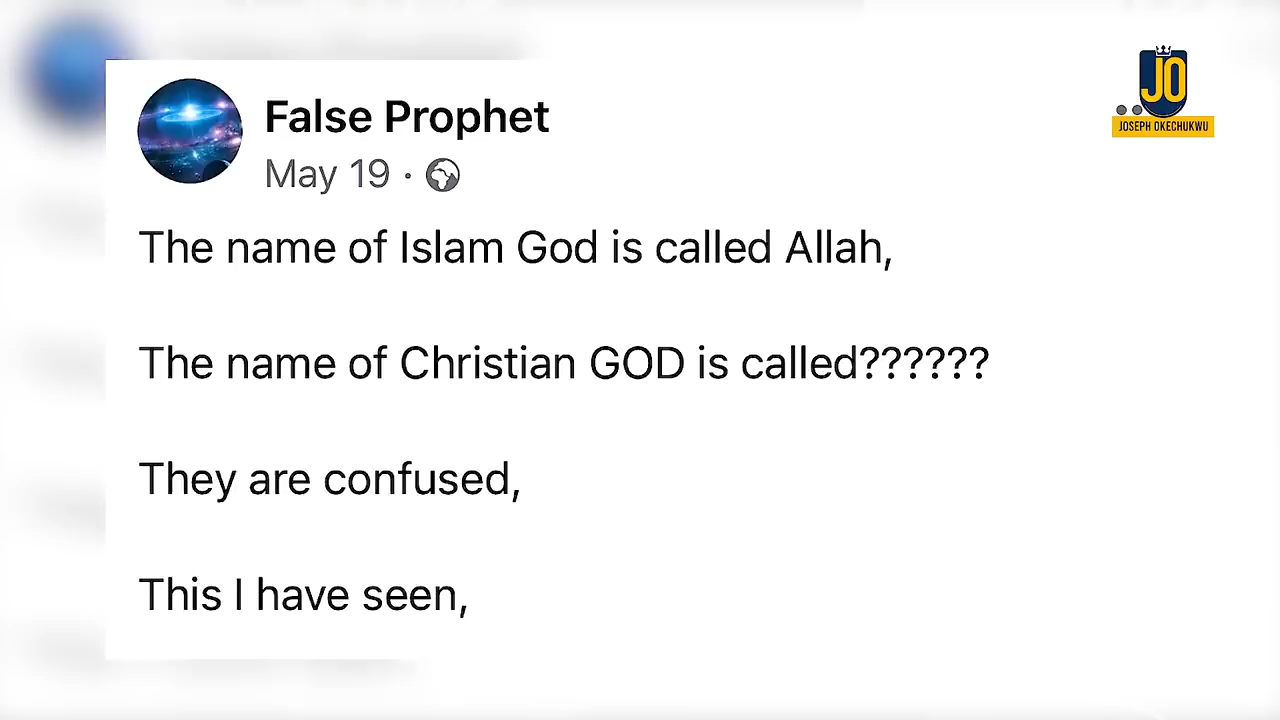 JO
JOSEPH OKECHUKWU
False Prophet
May 19 ·
The name of Islam God is called Allah,
The name of Christian GOD is called??????
They are confused,
This I have seen,